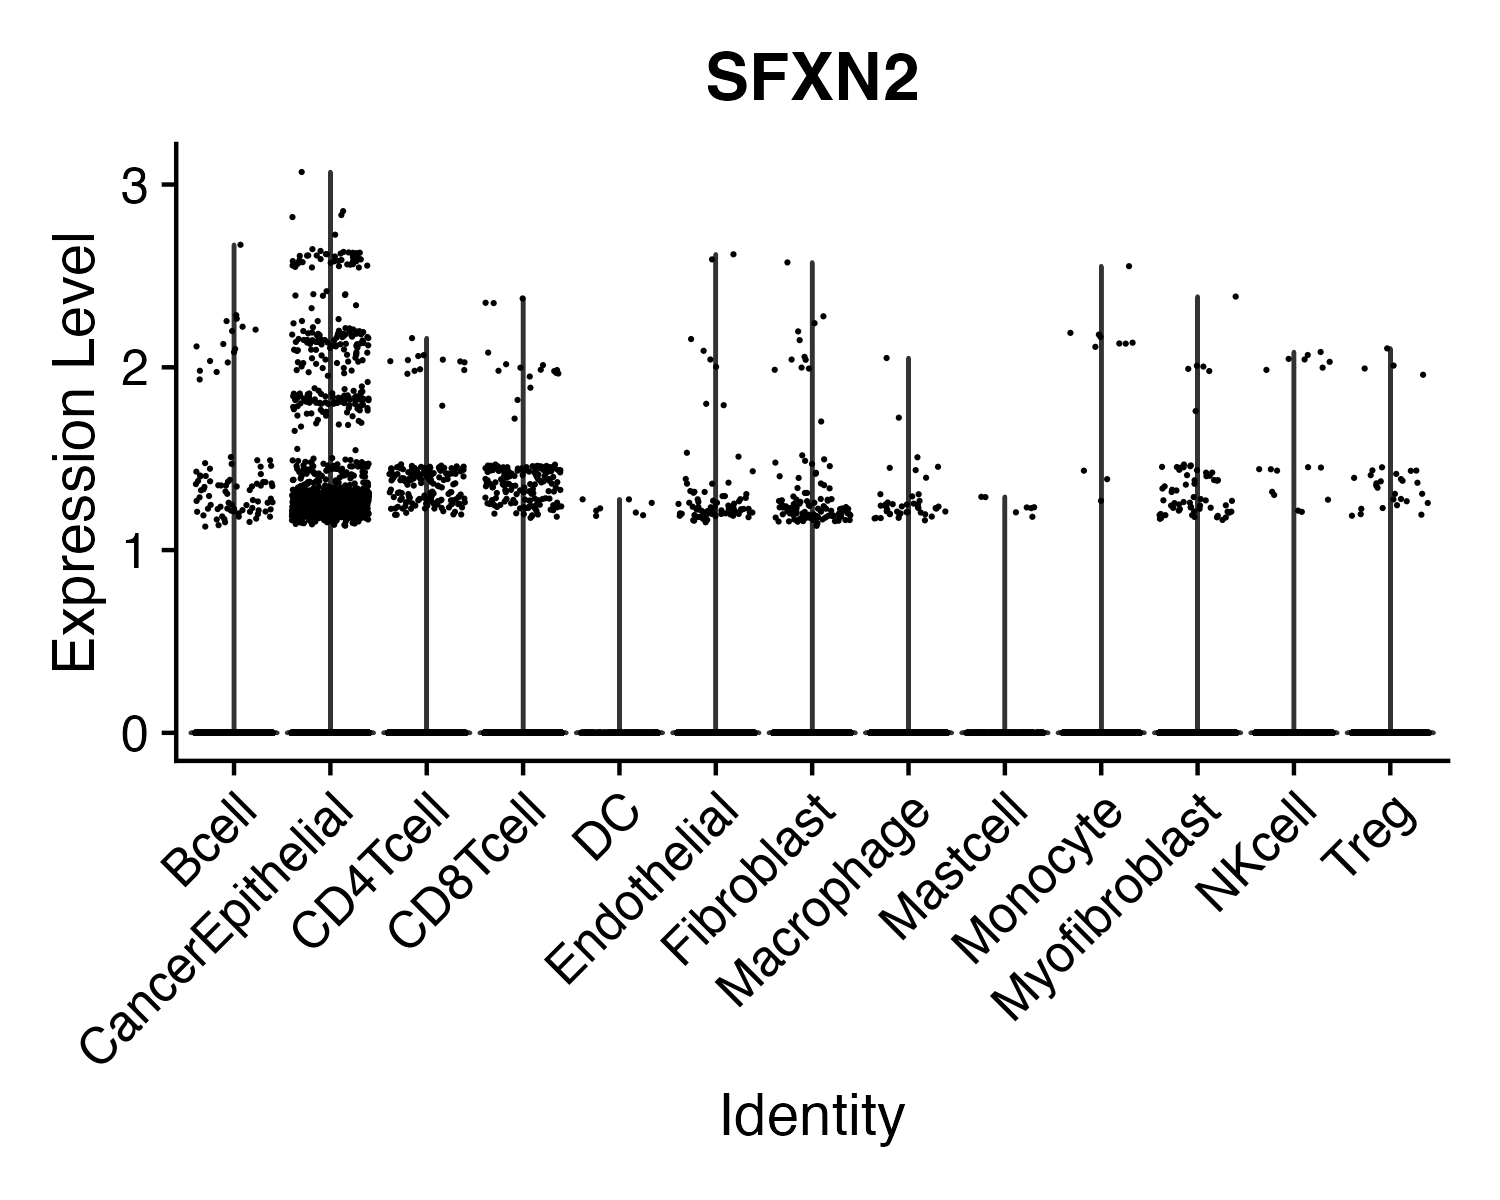 SFXN2
Expression Level
3
2
1
0
Bcell
CancerEpithelial
CD4Tcell
CD8Tcell
DC
Endothelial
Fibroblast
Macrophage
Mastcell
Monocyte
Myofibroblast
NKcell
Treg
Identity